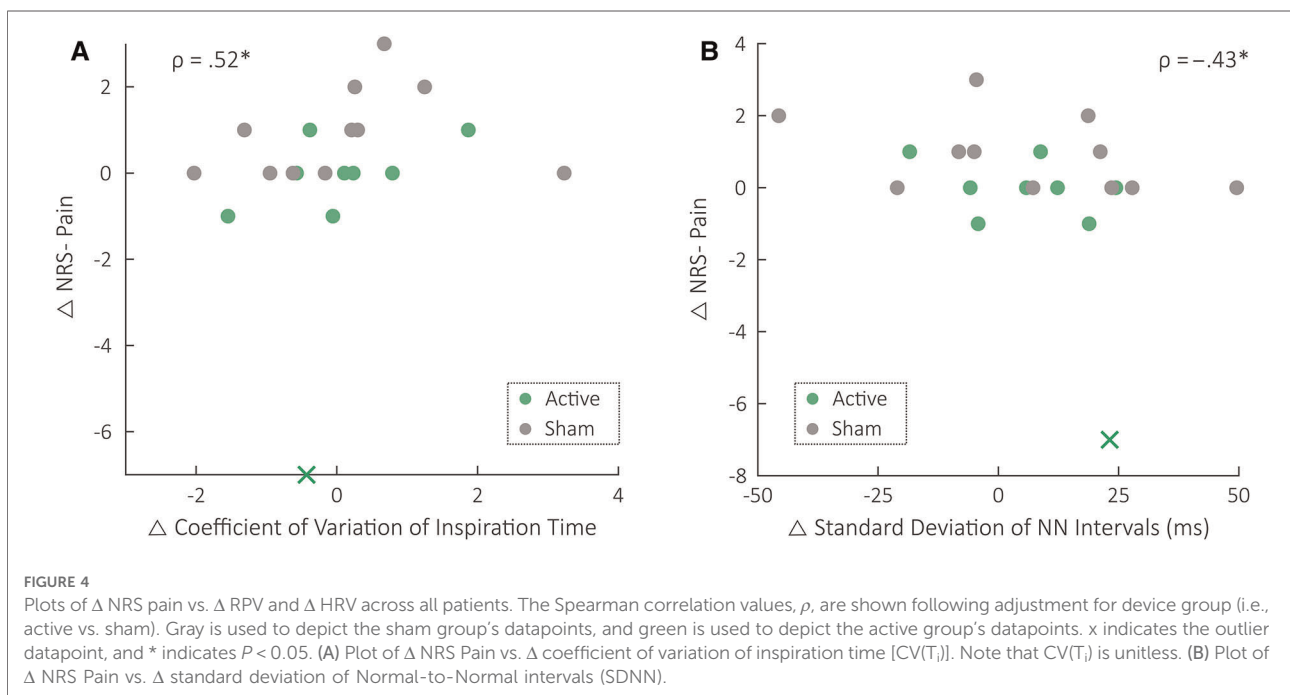 A
ρ = .52*
2
0
-2
-4
-6
△ NRS- Pain
Active
Sham
-2
0
2
4
△ Coefficient of Variation of Inspiration Time
B
ρ = –.43*
4
2
0
-2
-4
-6
-8
△ NRS- Pain
Active
Sham
-50
-25
0
25
50
△ Standard Deviation of NN Intervals (ms)
FIGURE 4
Plots of Δ NRS pain vs. Δ RPV and Δ HRV across all patients. The Spearman correlation values, ρ, are shown following adjustment for device group (i.e.,
active vs. sham). Gray is used to depict the sham group's datapoints, and green is used to depict the active group's datapoints. x indicates the outlier
datapoint, and * indicates P < 0.05. (A) Plot of Δ NRS Pain vs. Δ coefficient of variation of inspiration time [CV(Tᵢ)]. Note that CV(Tᵢ) is unitless. (B) Plot of
Δ NRS Pain vs. Δ standard deviation of Normal-to-Normal intervals (SDNN).